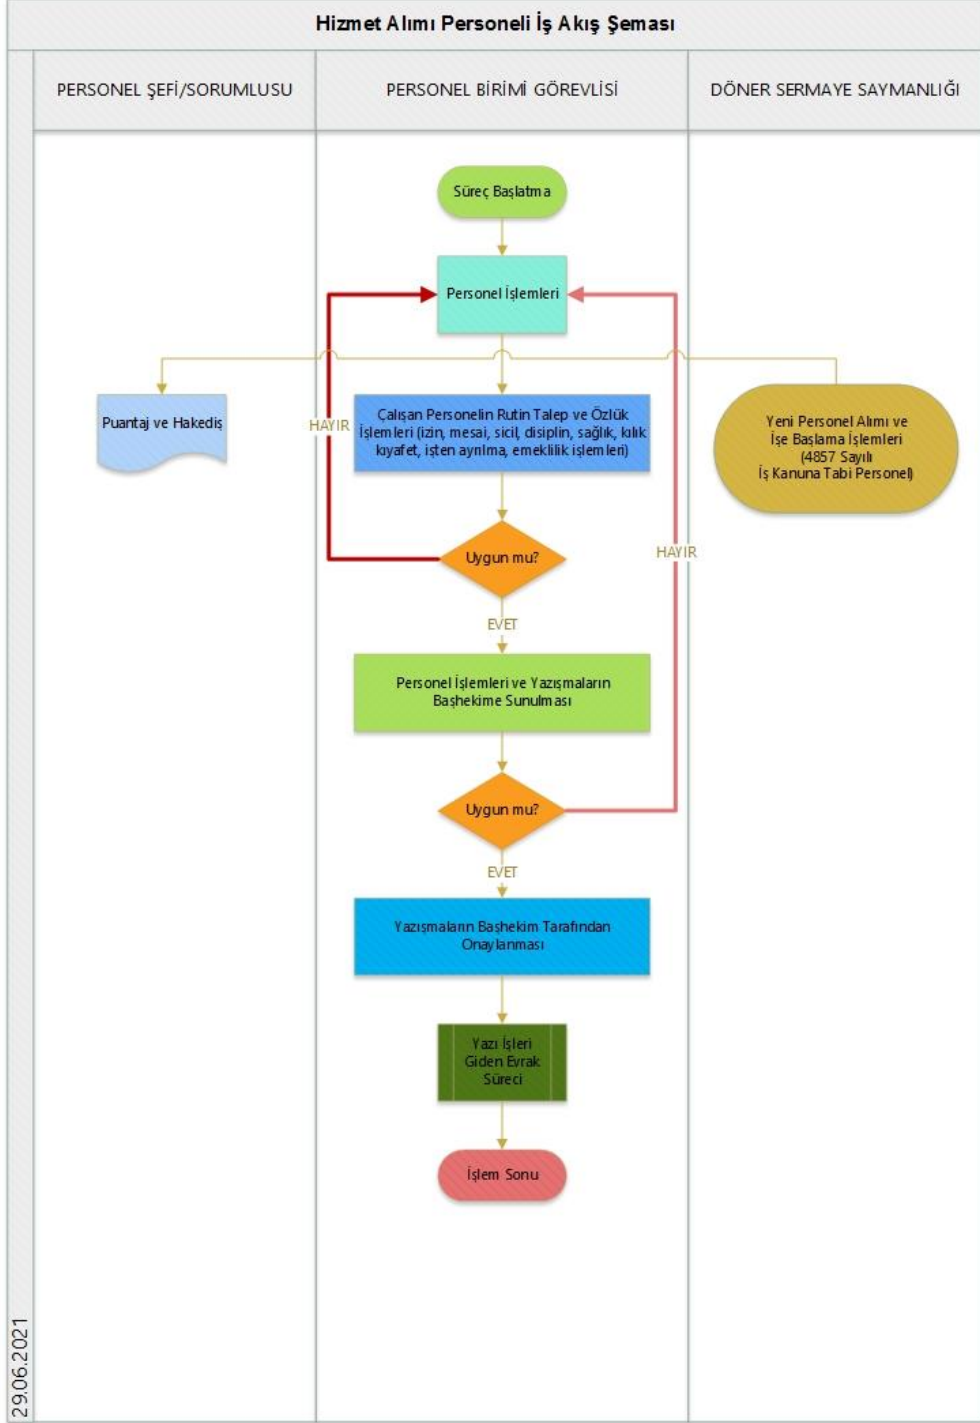 Hizmet Alımı Personeli İş Akış Şeması
PERSONEL ŞEFİ/SORUMLUSU
PERSONEL BİRİMİ GÖREVLİSİ
DÖNER SERMAYE SAYMANLIĞI
Süreç Başlatma
Personel İşlemleri
Puantaj ve Hakediş
HAYIR
Çalışan Personelin Rutin Talep ve Özlük
İşlemleri (izin, mesai, sicil, disiplin, sağlık, kılık
kıyafet, işten ayrılma, emeklilik işlemleri)
Yeni Personel Alımı ve
İşe Başlama İşlemleri
(4857 Sayılı
İş Kanuna Tabi Personel)
Uygun mu?
HAYIR
EVET
Personel İşlemleri ve Yazışmaların
Başhekime Sunulması
Uygun mu?
EVET
Yazışmaların Başhekim Tarafından
Onaylanması
Yazı İşleri
Giden Evrak
Süreci
İşlem Sonu
29.06.2021